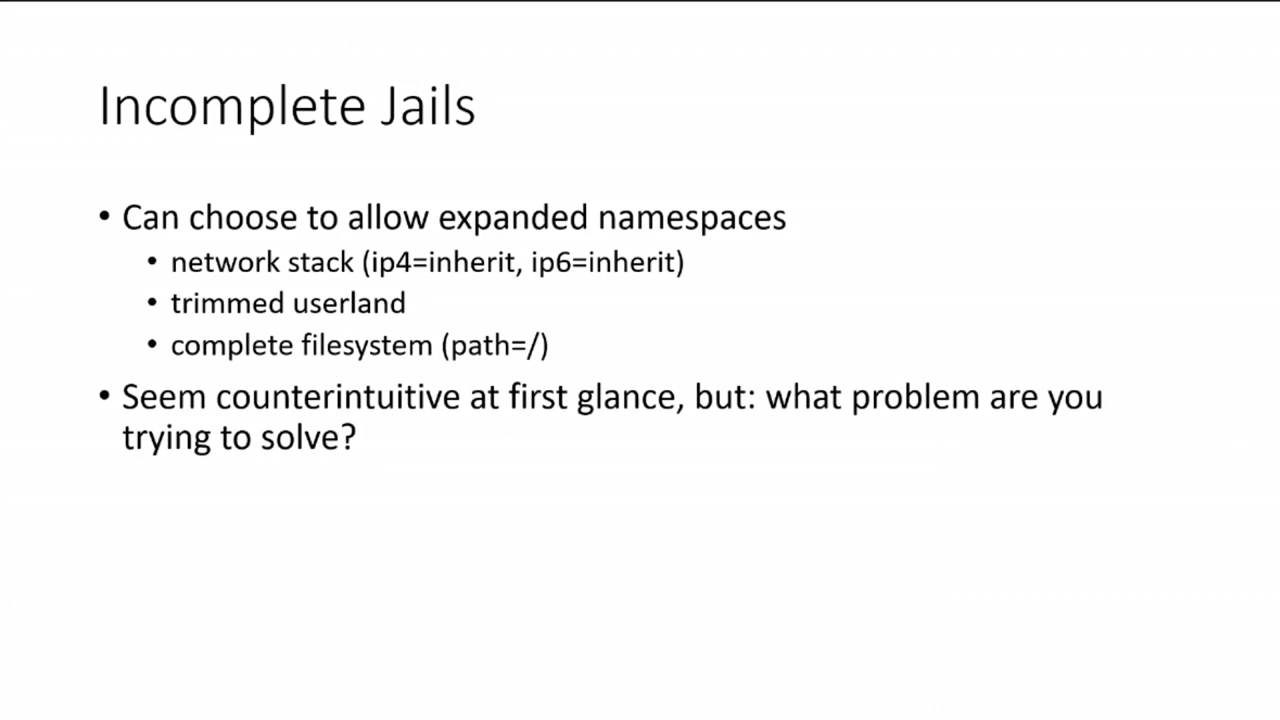 Incomplete Jails
• Can choose to allow expanded namespaces
• network stack (ip4=inherit, ip6=inherit)
• trimmed userland
• complete filesystem (path=/)
• Seem counterintuitive at first glance, but: what problem are you
trying to solve?